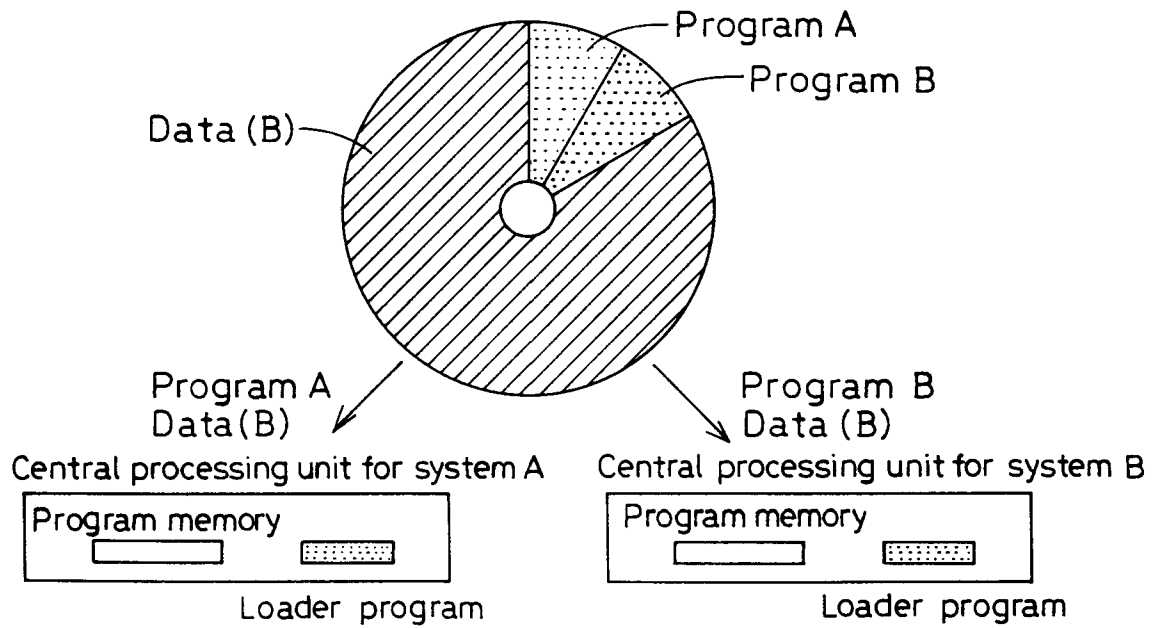 Program A
Program B
Data (B)
Program A
Data (B)
Program B
Data (B)
Central processing unit for system A
Central processing unit for system B
Program memory
Program memory
Loader program
Loader program